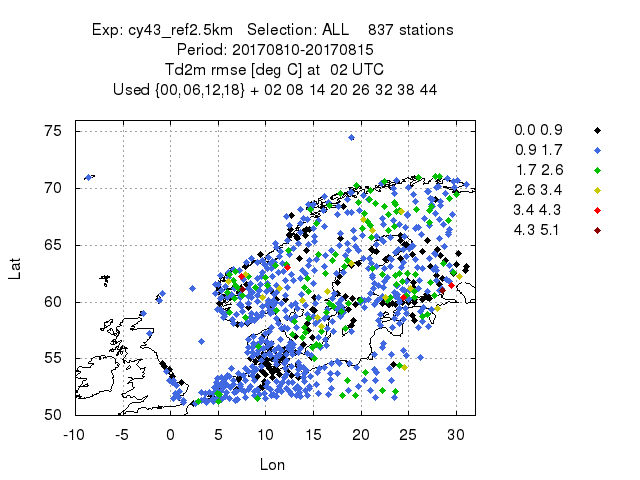 Exp: cy43_ref2.5km   Selection: ALL    837 stations
Period: 20170810-20170815
Td2m rmse [deg C] at  02 UTC
Used {00,06,12,18} + 02 08 14 20 26 32 38 44
0.0 0.9
0.9 1.7
1.7 2.6
2.6 3.4
3.4 4.3
4.3 5.1
75
70
65
60
55
50
Lat
-10 -5 0 5 10 15 20 25 30
Lon